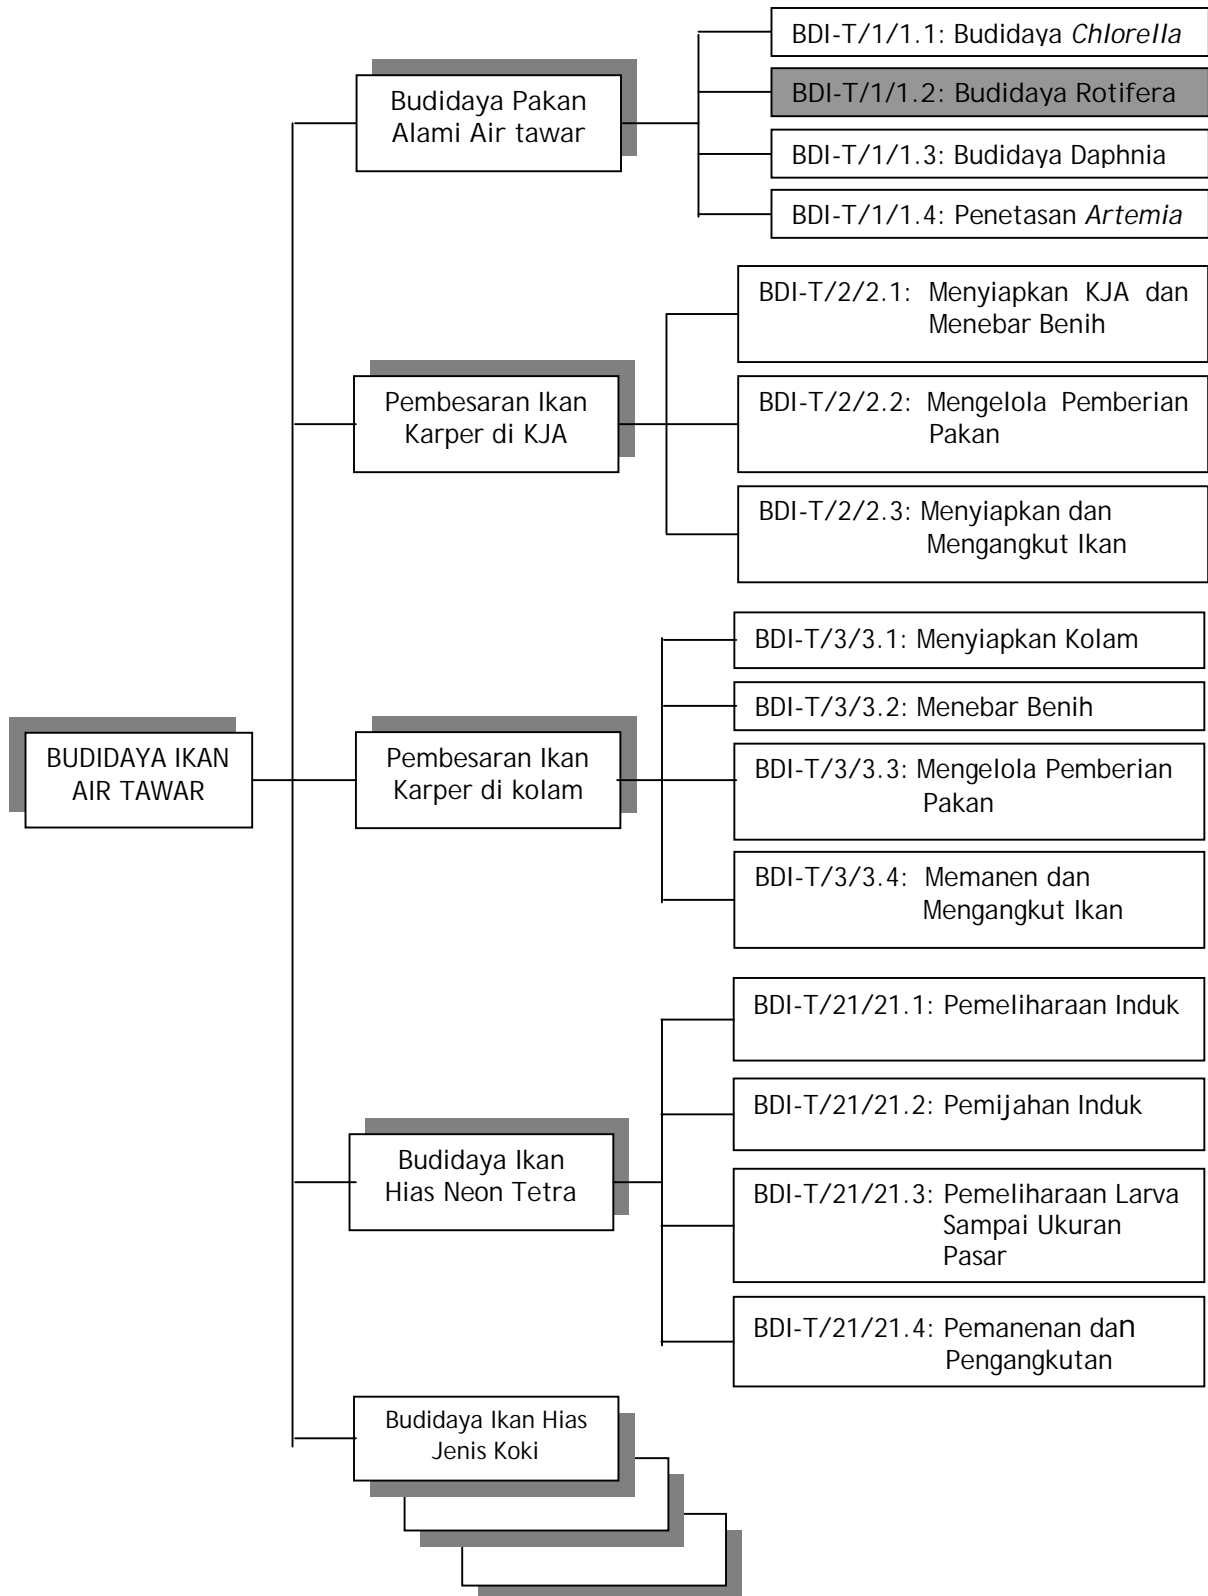 BUDIDAYA IKAN
AIR TAWAR
Budidaya Pakan
Alami Air tawar
BDI-T/1/1.1: Budidaya Chlorella
BDI-T/1/1.2: Budidaya Rotifera
BDI-T/1/1.3: Budidaya Daphnia
BDI-T/1/1.4: Penetasan Artemia
Pembesaran Ikan
Karper di KJA
BDI-T/2/2.1: Menyiapkan KJA dan
Menebar Benih
BDI-T/2/2.2: Mengelola Pemberian
Pakan
BDI-T/2/2.3: Menyiapkan dan
Mengangkut Ikan
Pembesaran Ikan
Karper di kolam
BDI-T/3/3.1: Menyiapkan Kolam
BDI-T/3/3.2: Menebar Benih
BDI-T/3/3.3: Mengelola Pemberian
Pakan
BDI-T/3/3.4: Memanen dan
Mengangkut Ikan
Budidaya Ikan
Hias Neon Tetra
BDI-T/21/21.1: Pemeliharaan Induk
BDI-T/21/21.2: Pemijahan Induk
BDI-T/21/21.3: Pemeliharaan Larva
Sampai Ukuran
Pasar
BDI-T/21/21.4: Pemanenan dan
Pengangkutan
Budidaya Ikan Hias
Jenis Koki